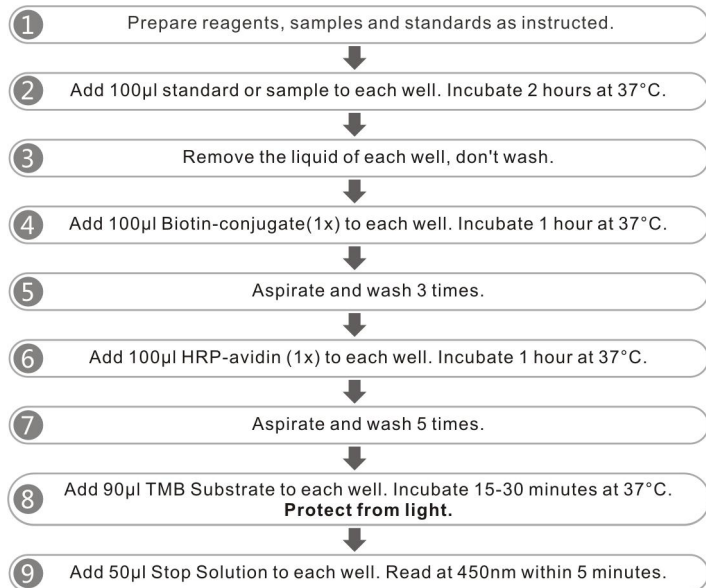 1 Prepare reagents, samples and standards as instructed.
2 Add 100µl standard or sample to each well. Incubate 2 hours at 37°C.
3 Remove the liquid of each well, don't wash.
4 Add 100µl Biotin-conjugate(1x) to each well. Incubate 1 hour at 37°C.
5 Aspirate and wash 3 times.
6 Add 100µl HRP-avidin (1x) to each well. Incubate 1 hour at 37°C.
7 Aspirate and wash 5 times.
8 Add 90µl TMB Substrate to each well. Incubate 15-30 minutes at 37°C.
Protect from light.
9 Add 50µl Stop Solution to each well. Read at 450nm within 5 minutes.